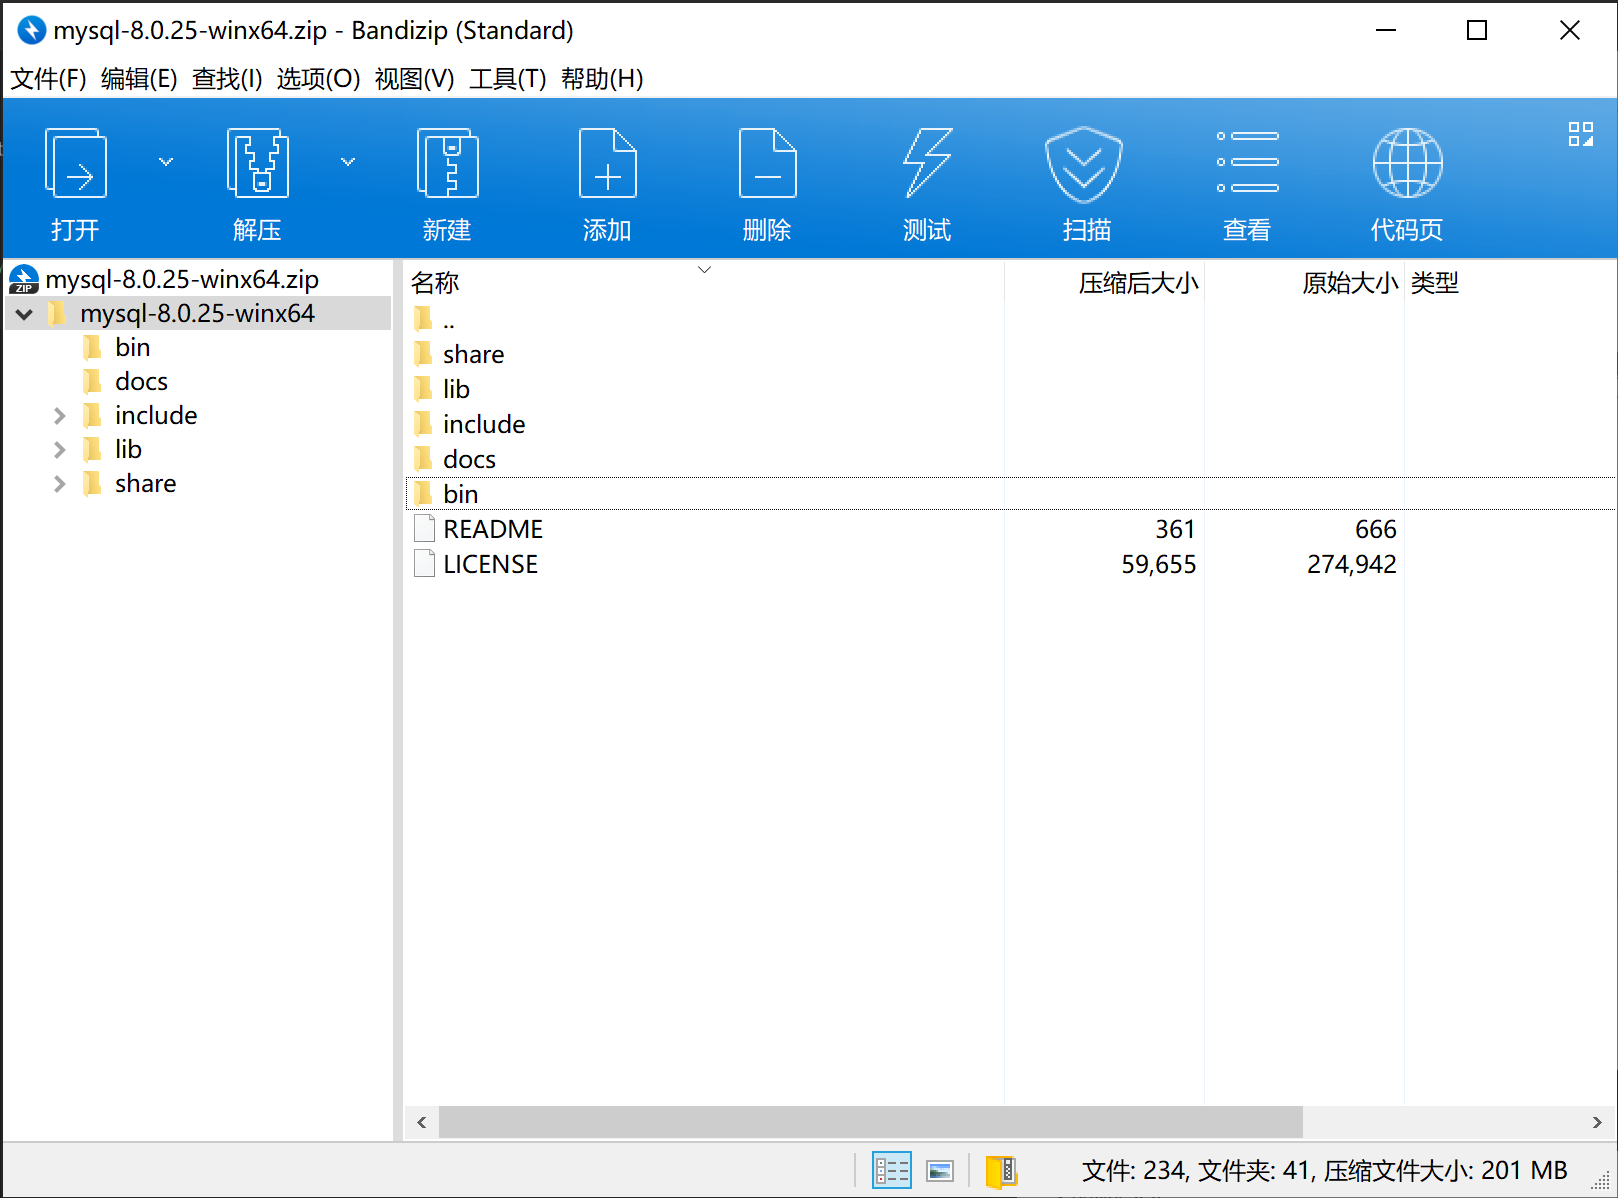 mysql-8.0.25-winx64.zip - Bandizip (Standard)
文件(F) 编辑(E) 查找(I) 选项(O) 视图(V) 工具(T) 帮助(H)
打开 解压 新建 添加 删除 测试 扫描 查看 代码页
ZIP mysql-8.0.25-winx64.zip
mysql-8.0.25-winx64
bin
docs
include
lib
share
名称 压缩后大小 原始大小 类型
..
share
lib
include
docs
bin
README 361 666
LICENSE 59,655 274,942
文件: 234, 文件夹: 41, 压缩文件大小: 201 MB